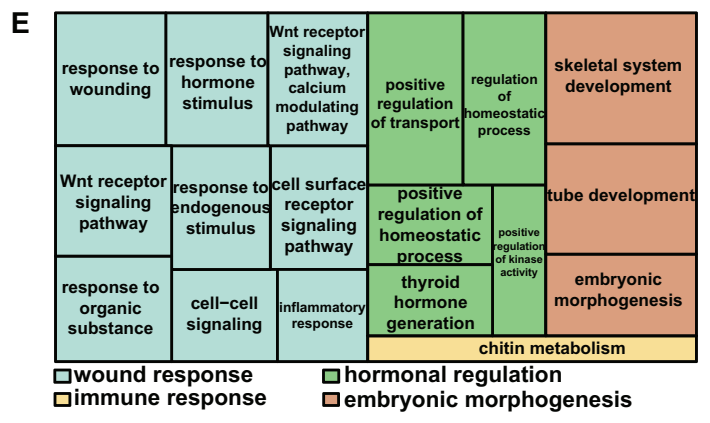 E
response to
wounding
response to
hormone
stimulus
Wnt receptor
signaling
pathway,
calcium
modulating
pathway
positive
regulation
of transport
regulation
of
homeostatic
process
skeletal system
development
Wnt receptor
signaling
pathway
response to
endogenous
stimulus
cell surface
receptor
signaling
pathway
positive
regulation of
homeostatic
process
positive
regulation
of kinase
activity
tube development
response to
organic
substance
cell−cell
signaling
inflammatory
response
thyroid
hormone
generation
embryonic
morphogenesis
chitin metabolism
wound response
hormonal regulation
immune response
embryonic morphogenesis